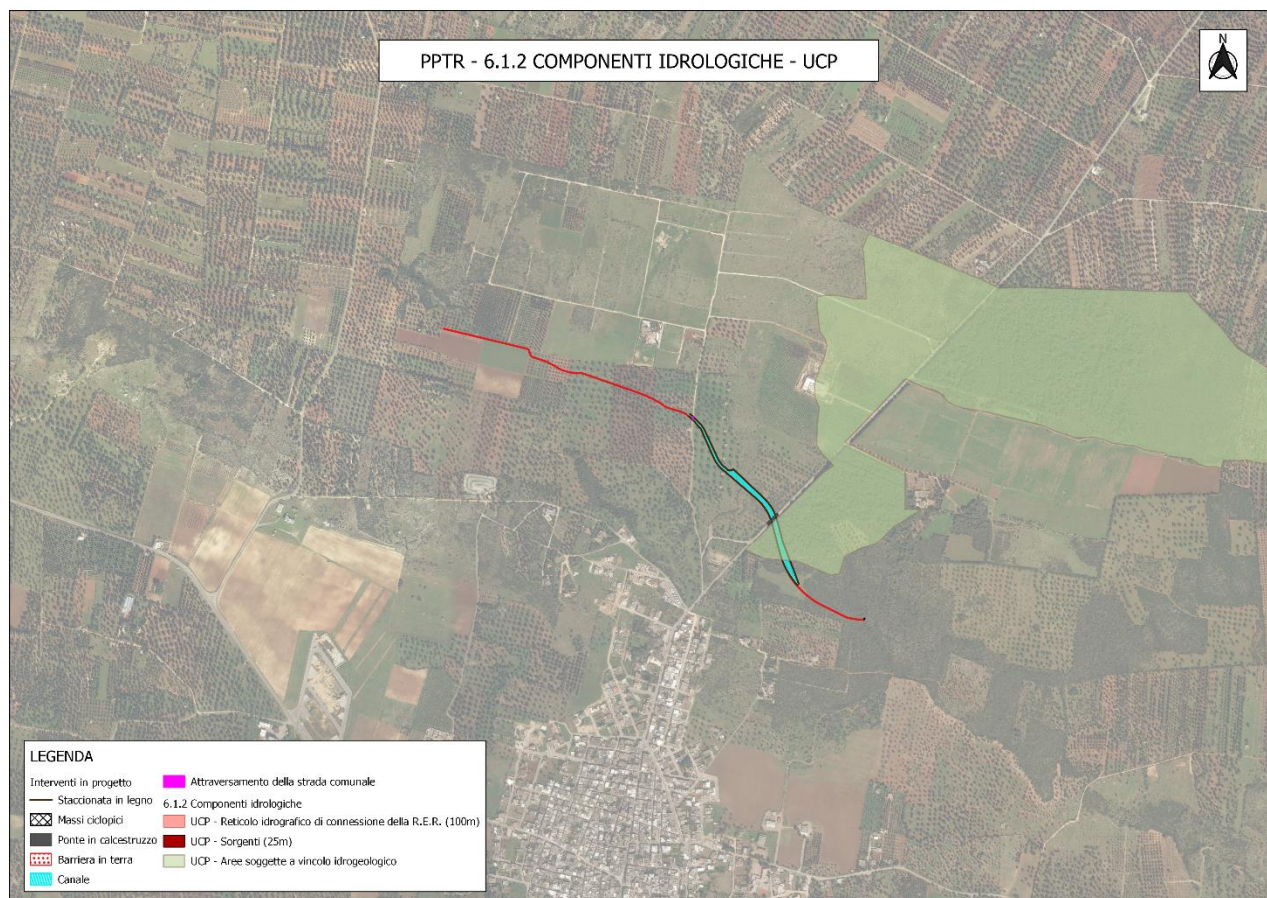 PPTR - 6.1.2 COMPONENTI IDROLOGICHE - UCP
N
LEGENDA
Interventi in progetto
Staccionata in legno
Massi ciclopici
Ponte in calcestruzzo
Barriera in terra
Canale
Attraversamento della strada comunale
6.1.2 Componenti idrologiche
UCP - Reticolo idrografico di connessione della R.E.R. (100m)
UCP - Sorgenti (25m)
UCP - Aree soggette a vincolo idrogeologico